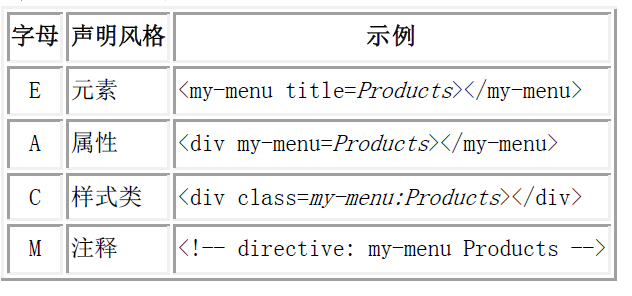 字母 声明风格 示例
E 元素 <my-menu title=Products></my-menu>
A 属性 <div my-menu=Products></my-menu>
C 样式类 <div class=my-menu:Products></div>
M 注释 <!-- directive: my-menu Products -->